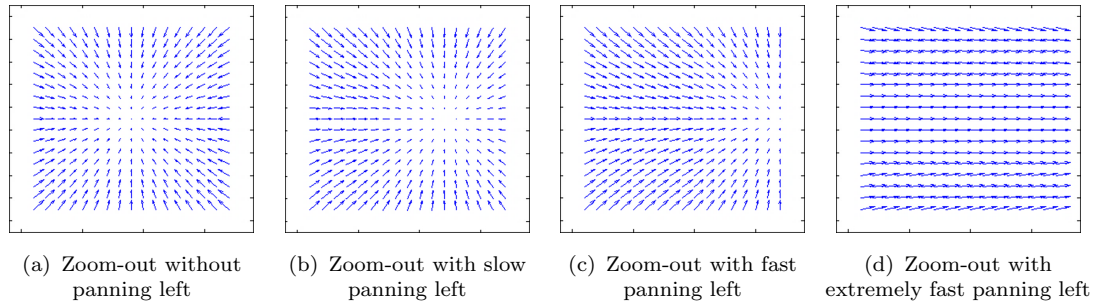 (a) Zoom-out without
panning left
(b) Zoom-out with slow
panning left
(c) Zoom-out with fast
panning left
(d) Zoom-out with
extremely fast panning left